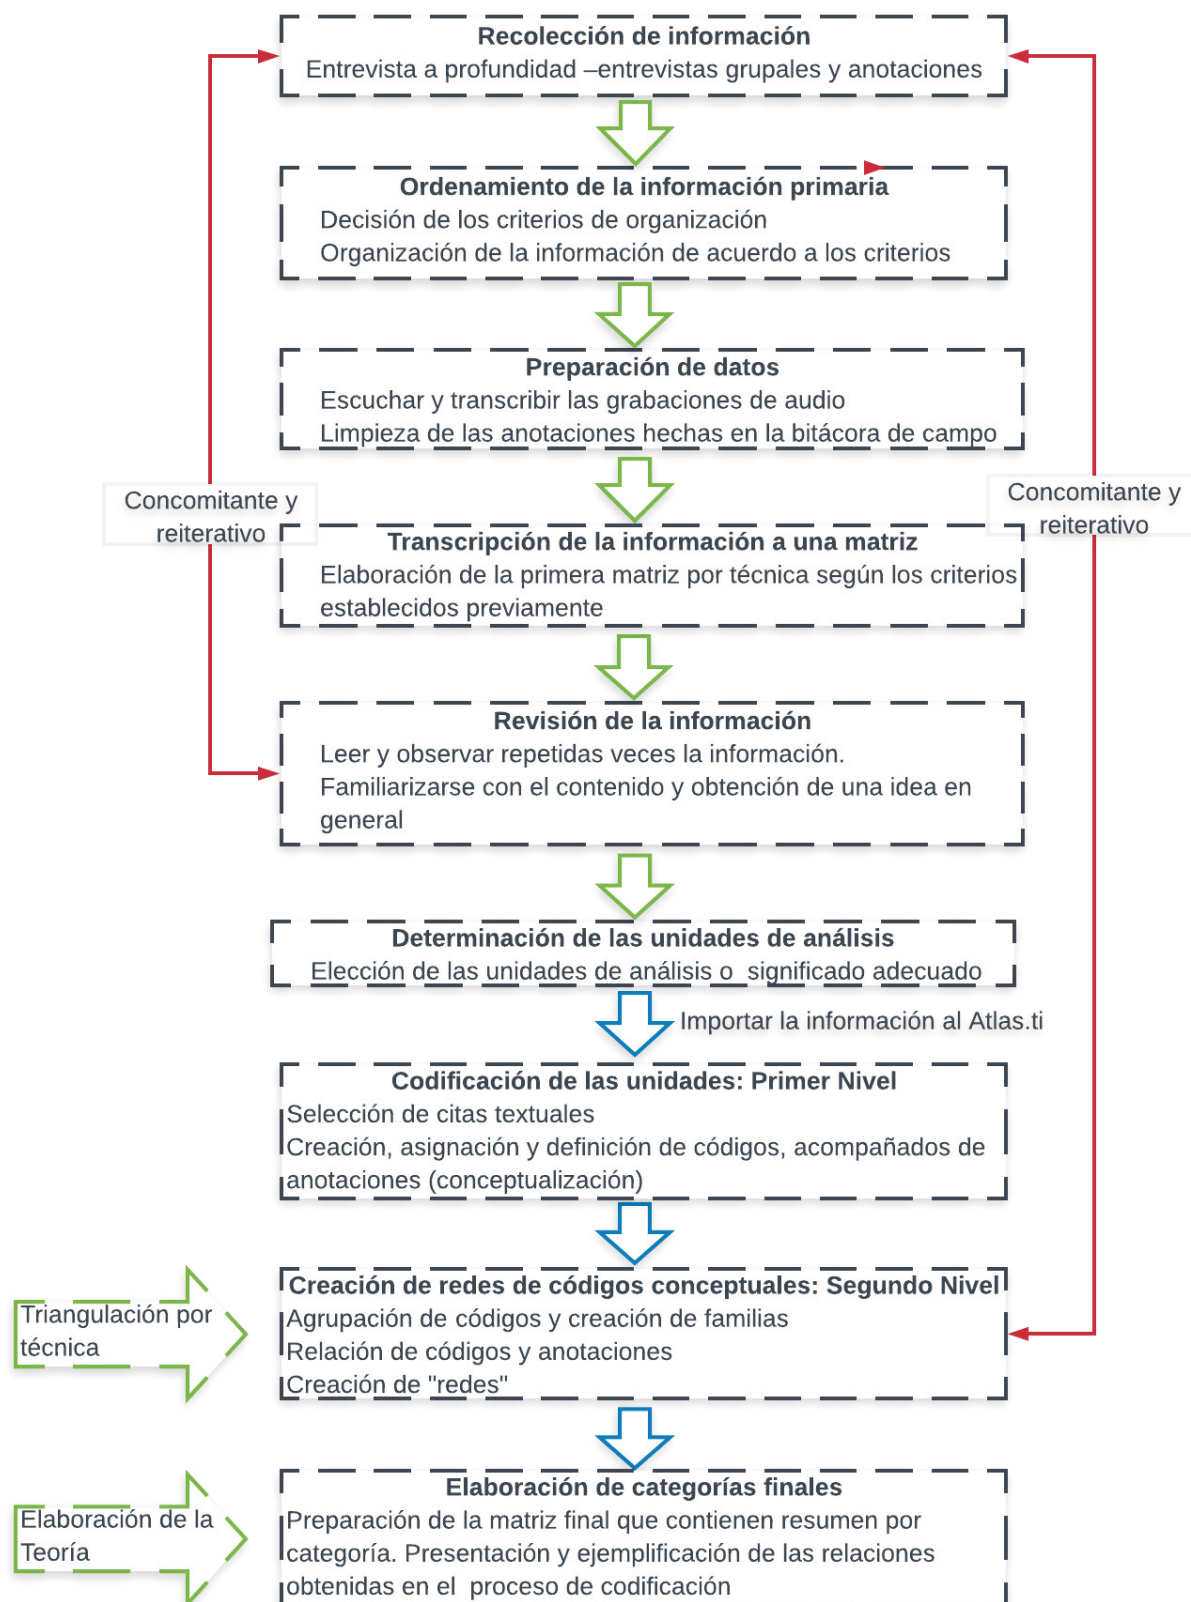 Recolección de información
Entrevista a profundidad –entrevistas grupales y anotaciones
Ordenamiento de la información primaria
Decisión de los criterios de organización
Organización de la información de acuerdo a los criterios
Preparación de datos
Escuchar y transcribir las grabaciones de audio
Limpieza de las anotaciones hechas en la bitácora de campo
Concomitante y
reiterativo
Concomitante y
reiterativo
Transcripción de la información a una matriz
Elaboración de la primera matriz por técnica según los criterios
establecidos previamente
Revisión de la información
Leer y observar repetidas veces la información.
Familiarizarse con el contenido y obtención de una idea en
general
Determinación de las unidades de análisis
Elección de las unidades de análisis o  significado adecuado
Importar la información al Atlas.ti
Codificación de las unidades: Primer Nivel
Selección de citas textuales
Creación, asignación y definición de códigos, acompañados de
anotaciones (conceptualización)
Triangulación por
técnica
Creación de redes de códigos conceptuales: Segundo Nivel
Agrupación de códigos y creación de familias
Relación de códigos y anotaciones
Creación de "redes"
Elaboración de la
Teoría
Elaboración de categorías finales
Preparación de la matriz final que contienen resumen por
categoría. Presentación y ejemplificación de las relaciones
obtenidas en el  proceso de codificación